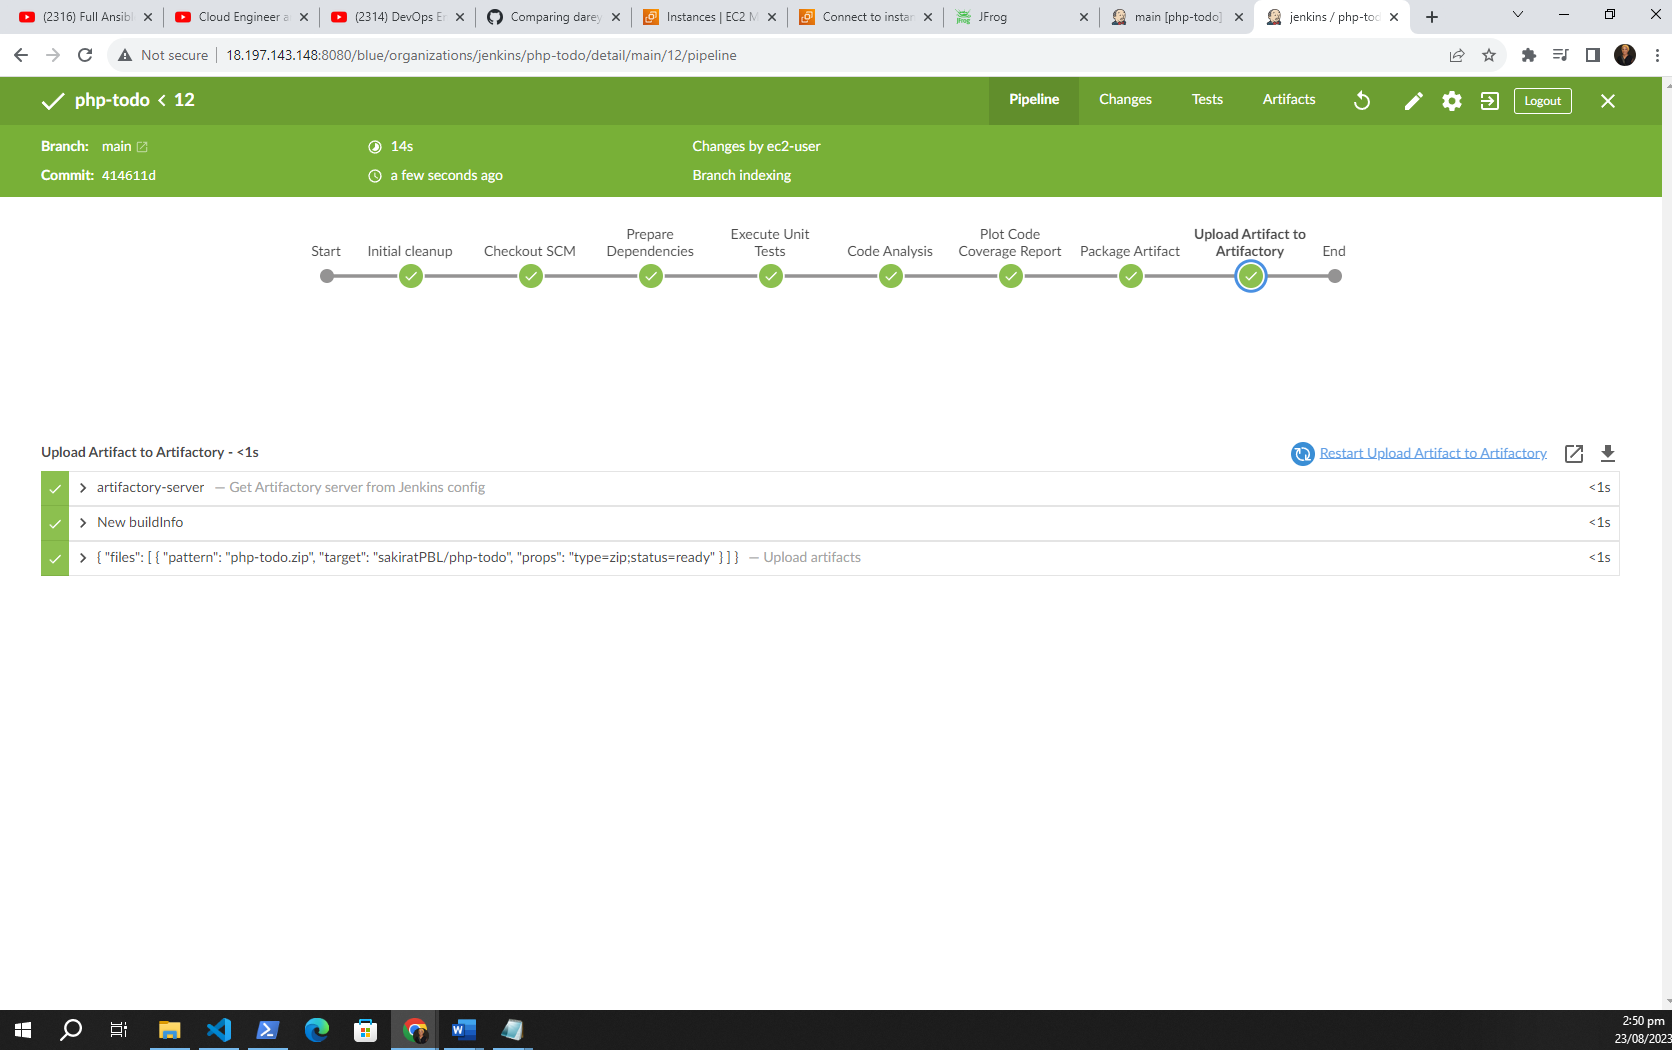 (2316) Full Ansibl
Cloud Engineer a
(2314) DevOps En
Comparing darey
Instances | EC2 M
Connect to instan
JFrog
main [php-todo]
jenkins / php-tod
Not secure
18.197.143.148:8080/blue/organizations/jenkins/php-todo/detail/main/12/pipeline
php-todo < 12
Pipeline
Changes
Tests
Artifacts
Logout
Branch: main
14s
Changes by ec2-user
Commit: 414611d
a few seconds ago
Branch indexing
Start
Initial cleanup
Checkout SCM
Prepare
Dependencies
Execute Unit
Tests
Code Analysis
Plot Code
Coverage Report
Package Artifact
Upload Artifact to
Artifactory
End
Upload Artifact to Artifactory - <1s
Restart Upload Artifact to Artifactory
artifactory-server — Get Artifactory server from Jenkins config
<1s
New buildInfo
<1s
{ "files": [ { "pattern": "php-todo.zip", "target": "sakiratPBL/php-todo", "props": "type=zip;status=ready" } ] } — Upload artifacts
<1s
2:50 pm
23/08/2023